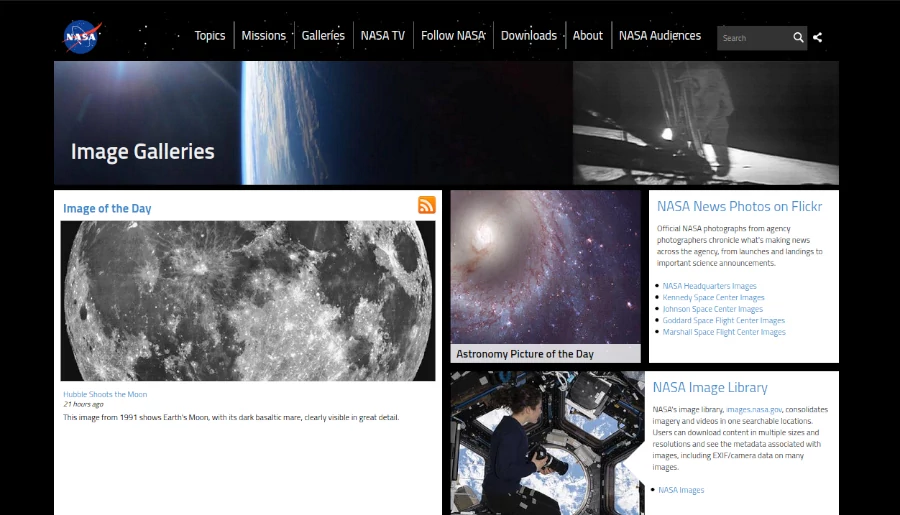 NASA
Topics
Missions
Galleries
NASA TV
Follow NASA
Downloads
About
NASA Audiences
Search
Image Galleries
Image of the Day
Hubble Shoots the Moon
21 hours ago
This image from 1991 shows Earth's Moon, with its dark basaltic mare, clearly visible in great detail.
Astronomy Picture of the Day
NASA News Photos on Flickr
Official NASA photographs from agency
photographers chronicle what's making news
across the agency, from launches and landings to
important science announcements.
NASA Headquarters Images
Kennedy Space Center Images
Johnson Space Center Images
Goddard Space Flight Center Images
Marshall Space Flight Center Images
NASA Image Library
NASA's image library, images.nasa.gov, consolidates
imagery and videos in one searchable locations.
Users can download content in multiple sizes and
resolutions and see the metadata associated with
images, including EXIF/camera data on many
images.
NASA Images